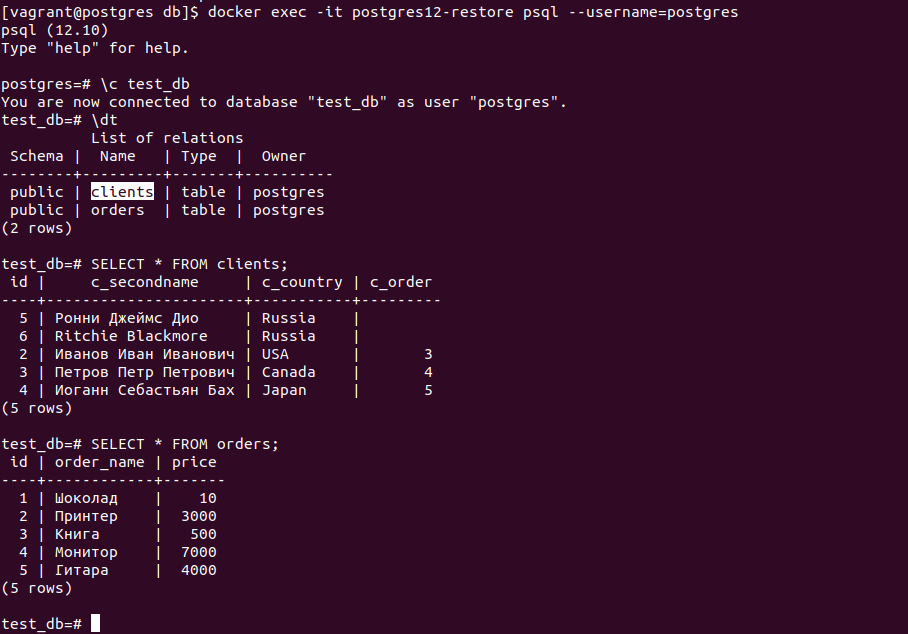 [vagrant@postgres db]$ docker exec -it postgres12-restore psql --username=postgres
psql (12.10)
Type "help" for help.
postgres=# \c test_db
You are now connected to database "test_db" as user "postgres".
test_db=# \dt
List of relations
Schema | Name | Type | Owner
--------+---------+-------+----------
public | clients | table | postgres
public | orders | table | postgres
(2 rows)
test_db=# SELECT * FROM clients;
id | c_secondname | c_country | c_order
----+----------------------+-----------+---------
5 | Ронни Джеймс Дио | Russia |
6 | Ritchie Blackmore | Russia |
2 | Иванов Иван Иванович | USA | 3
3 | Петров Петр Петрович | Canada | 4
4 | Иоганн Себастьян Бах | Japan | 5
(5 rows)
test_db=# SELECT * FROM orders;
id | order_name | price
----+------------+-------
1 | Шоколад | 10
2 | Принтер | 3000
3 | Книга | 500
4 | Монитор | 7000
5 | Гитара | 4000
(5 rows)
test_db=#